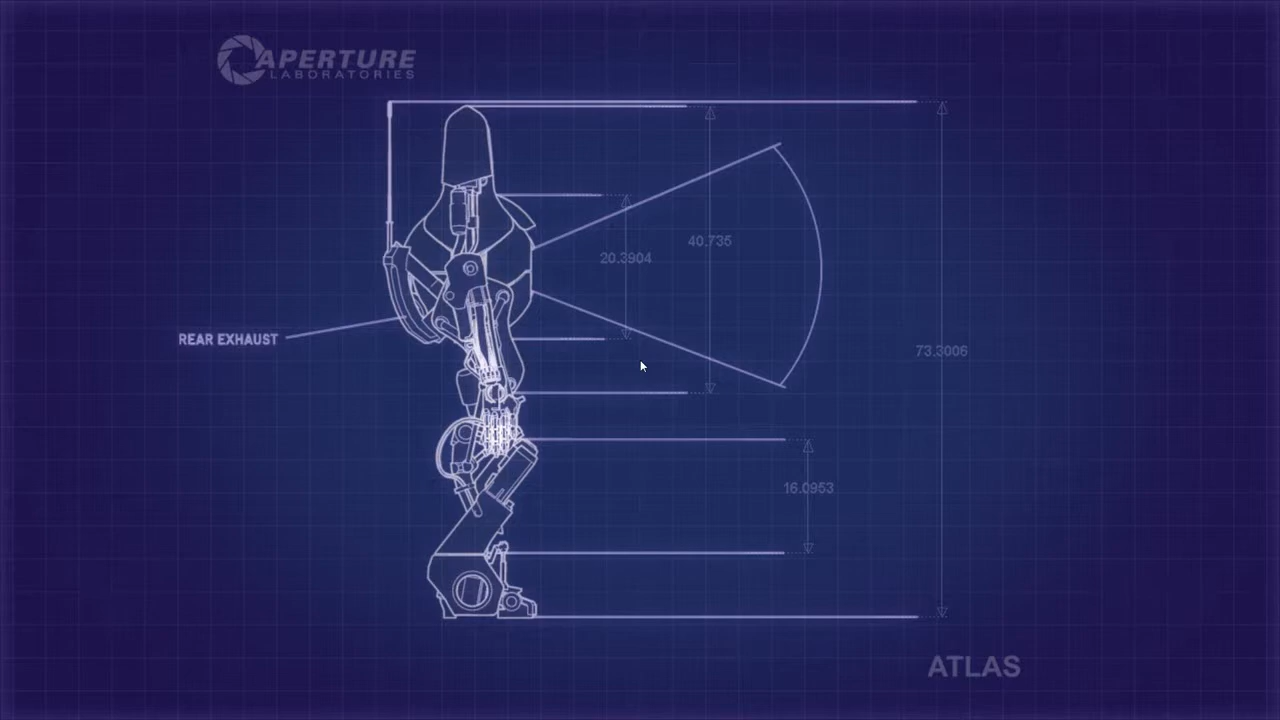 APERTURE
LABORATORIES
40.735
20.3904
REAR EXHAUST
73.3006
16.0953
ATLAS